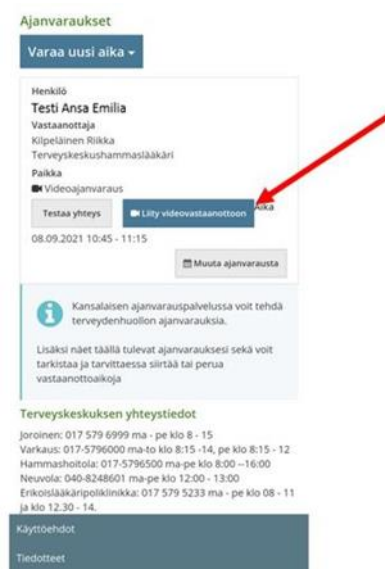 Ajanvaraukset
Varaa uusi aika
Henkilö
Testi Ansa Emilia
Vastaanottaja
Kilpeläinen Riikka
Terveyskeskushammaslääkäri
Paikka
Videoajanvaraus
Testaa yhteys
Liity videovastaanottoon
Aika
08.09.2021 10:45 - 11:15
Muuta ajanvarausta
Kansalaisen ajanvarauspalvelussa voit tehdä
terveydenhuollon ajanvarauksia.
Lisäksi näet täällä tulevat ajanvarauksesi sekä voit
tarkistaa ja tarvittaessa siirtää tai perua
vastaanottoaikoja
Terveyskeskuksen yhteystiedot
Joroinen: 017 579 6999 ma - pe klo 8 - 15
Varkaus: 017-5796000 ma-to klo 8:15 -14, pe klo 8:15 - 12
Hammashoitola: 017-5796500 ma-pe klo 8:00 --16:00
Neuvola: 040-8248601 ma-pe klo 12:00 - 13:00
Erikoislääkäripoliklinikka: 017 579 5233 ma - pe klo 08 - 11
ja klo 12.30 - 14.
Käyttöehdot
Tiedotteet